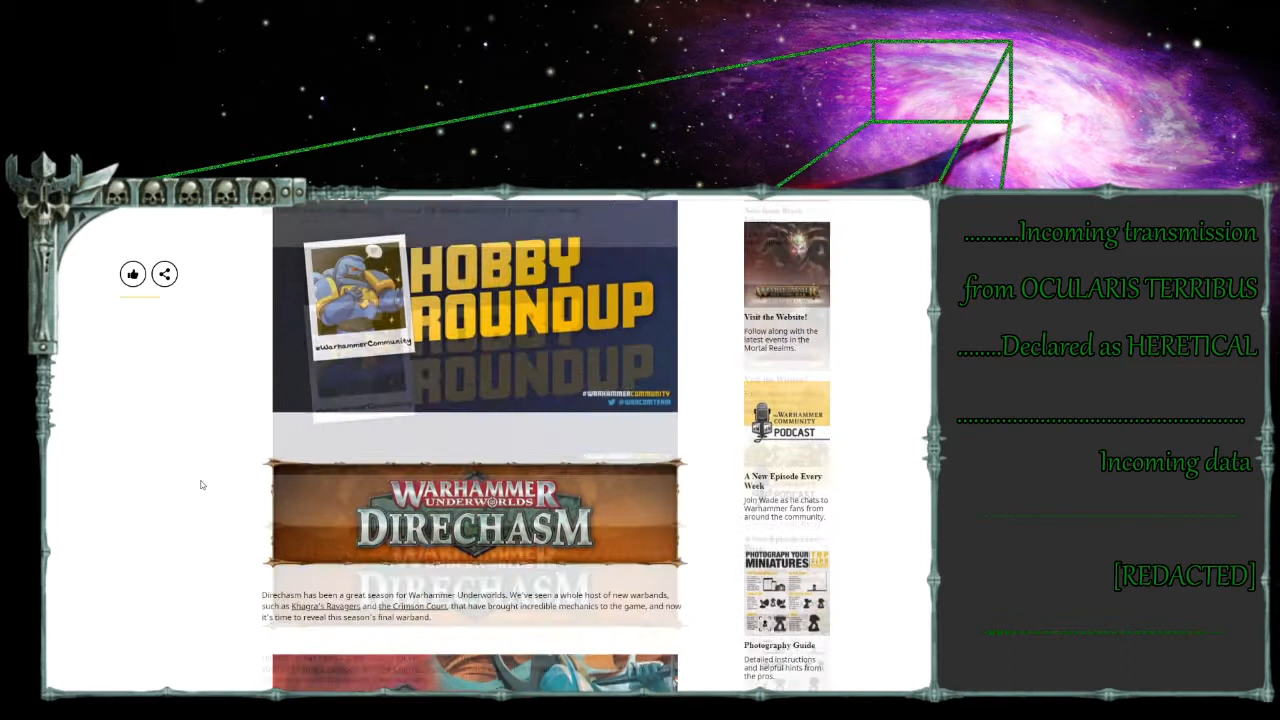 ..........Incoming transmission
from OCULARIS TERRIBUS
........Declared as HERETICAL
Incoming data
[REDACTED]
HOBBY
ROUNDUP
#WarhammerCommunity
#WARHAMMERCOMMUNITY
@WARCOMTEAM
WARHAMMER
UNDERWORLDS
DIRECHASM
Direchasm has been a great season for Warhammer Underworlds. We've seen a whole host of new warbands,
such as Khagra's Ravagers and the Crimson Court, that have brought incredible mechanics to the game, and now
it's time to reveal this season's final warband.
Visit the Website!
Follow along with the
latest events in the
Mortal Realms.
WARHAMMER
COMMUNITY
PODCAST
A New Episode Every
Week
Join Wade as he chats to
Warhammer fans from
around the community.
PHOTOGRAPH YOUR
MINIATURES
TOP
TIPS
Photography Guide
Detailed instructions
and helpful hints from
the pros.